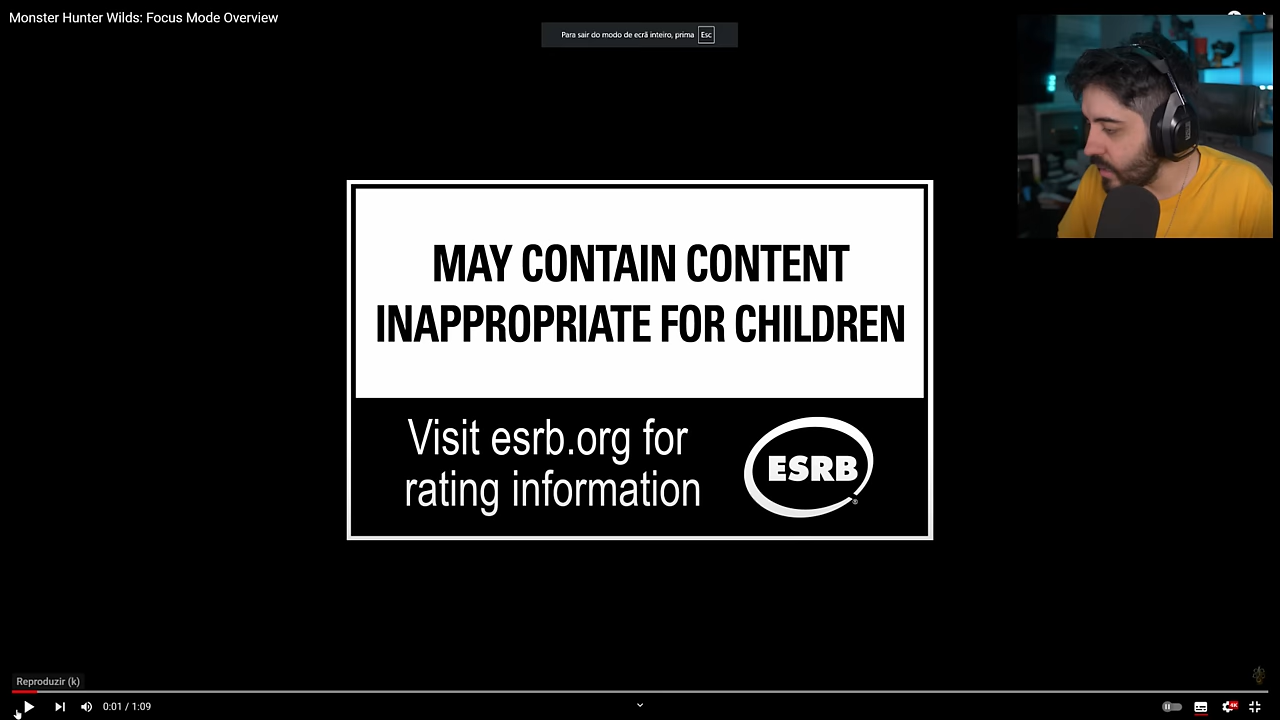 Monster Hunter Wilds: Focus Mode Overview
Para sair do modo de ecrã inteiro, prima Esc
MAY CONTAIN CONTENT
INAPPROPRIATE FOR CHILDREN
Visit esrb.org for
rating information
ESRB
®
Reproduzir (k)
0:01 / 1:09
4K